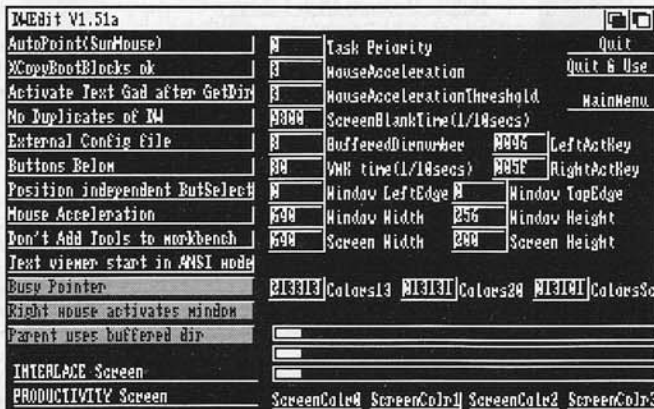 DWEdit V1.51a
AutoPoint(SunMouse)
XCopyBootBlocks ok
Activate Text Gad after GetDir
No Duplicates of DW
External Config file
Buttons Below
Position independent ButSelect
Mouse Acceleration
Don't Add Tools to workbench
Text viewer start in ANSI mode
Busy Pointer
Right mouse activates window
Parent uses buffered dir
INTERLACE Screen
PRODUCTIVITY Screen
Task Priority
MouseAcceleration
MouseAccelerationThreshold
ScreenBlankTime(1/10secs)
BufferedDirnumber
LeftActKey
VMK time(1/10secs)
RightActKey
Window LeftEdge
Window TopEdge
640 Window Width
256 Window Height
640 Screen Width
200 Screen Height
Colors13
Colors20
ColorsSc
ScreenColr0 ScreenColr1 ScreenColr2 ScreenColr3
Quit
Quit & Use
MainMenu